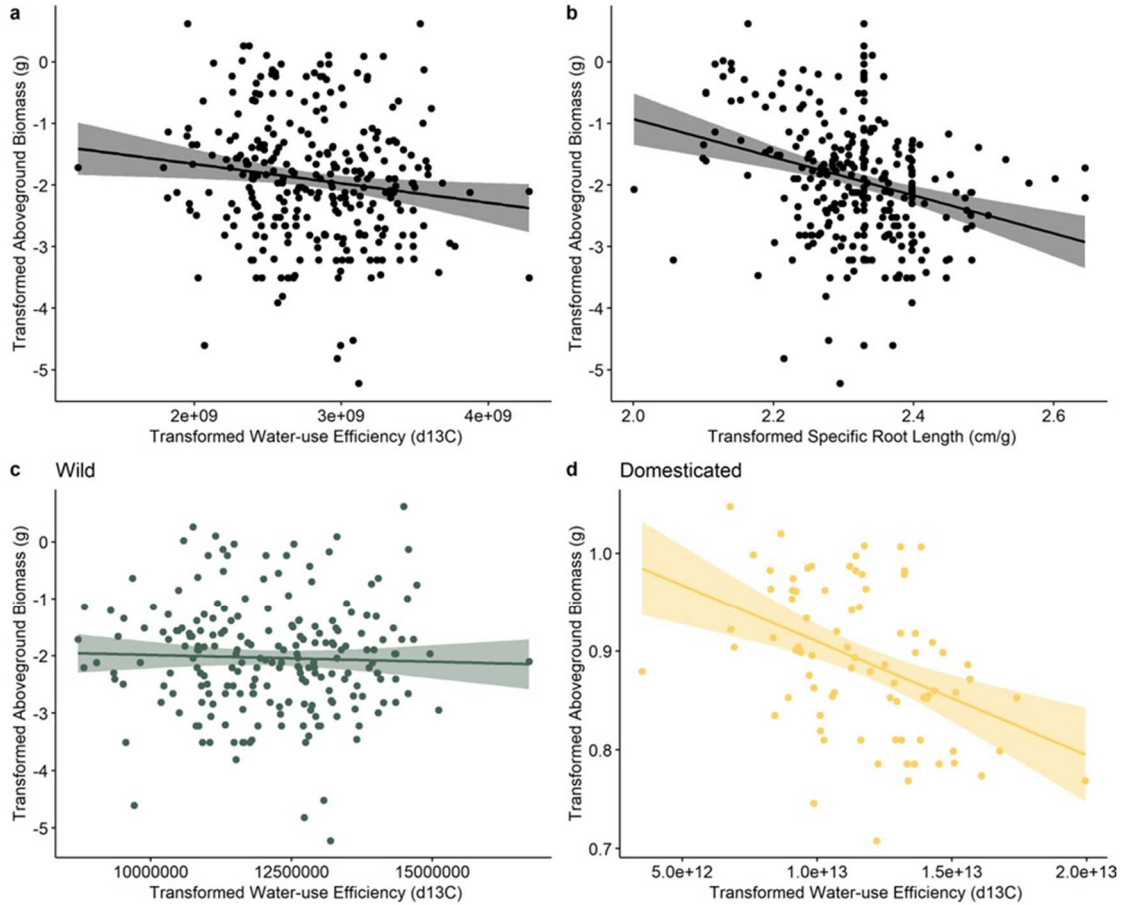 a
Transformed Aboveground Biomass (g)
0
-1
-2
-3
-4
-5
2e+09 3e+09 4e+09
Transformed Water-use Efficiency (d13C)
b
Transformed Aboveground Biomass (g)
0
-1
-2
-3
-4
-5
2.0 2.2 2.4 2.6
Transformed Specific Root Length (cm/g)
c Wild
Transformed Aboveground Biomass (g)
0
-1
-2
-3
-4
-5
10000000 12500000 15000000
Transformed Water-use Efficiency (d13C)
d Domesticated
Transformed Aboveground Biomass (g)
1.0
0.9
0.8
0.7
5.0e+12 1.0e+13 1.5e+13 2.0e+13
Transformed Water-use Efficiency (d13C)